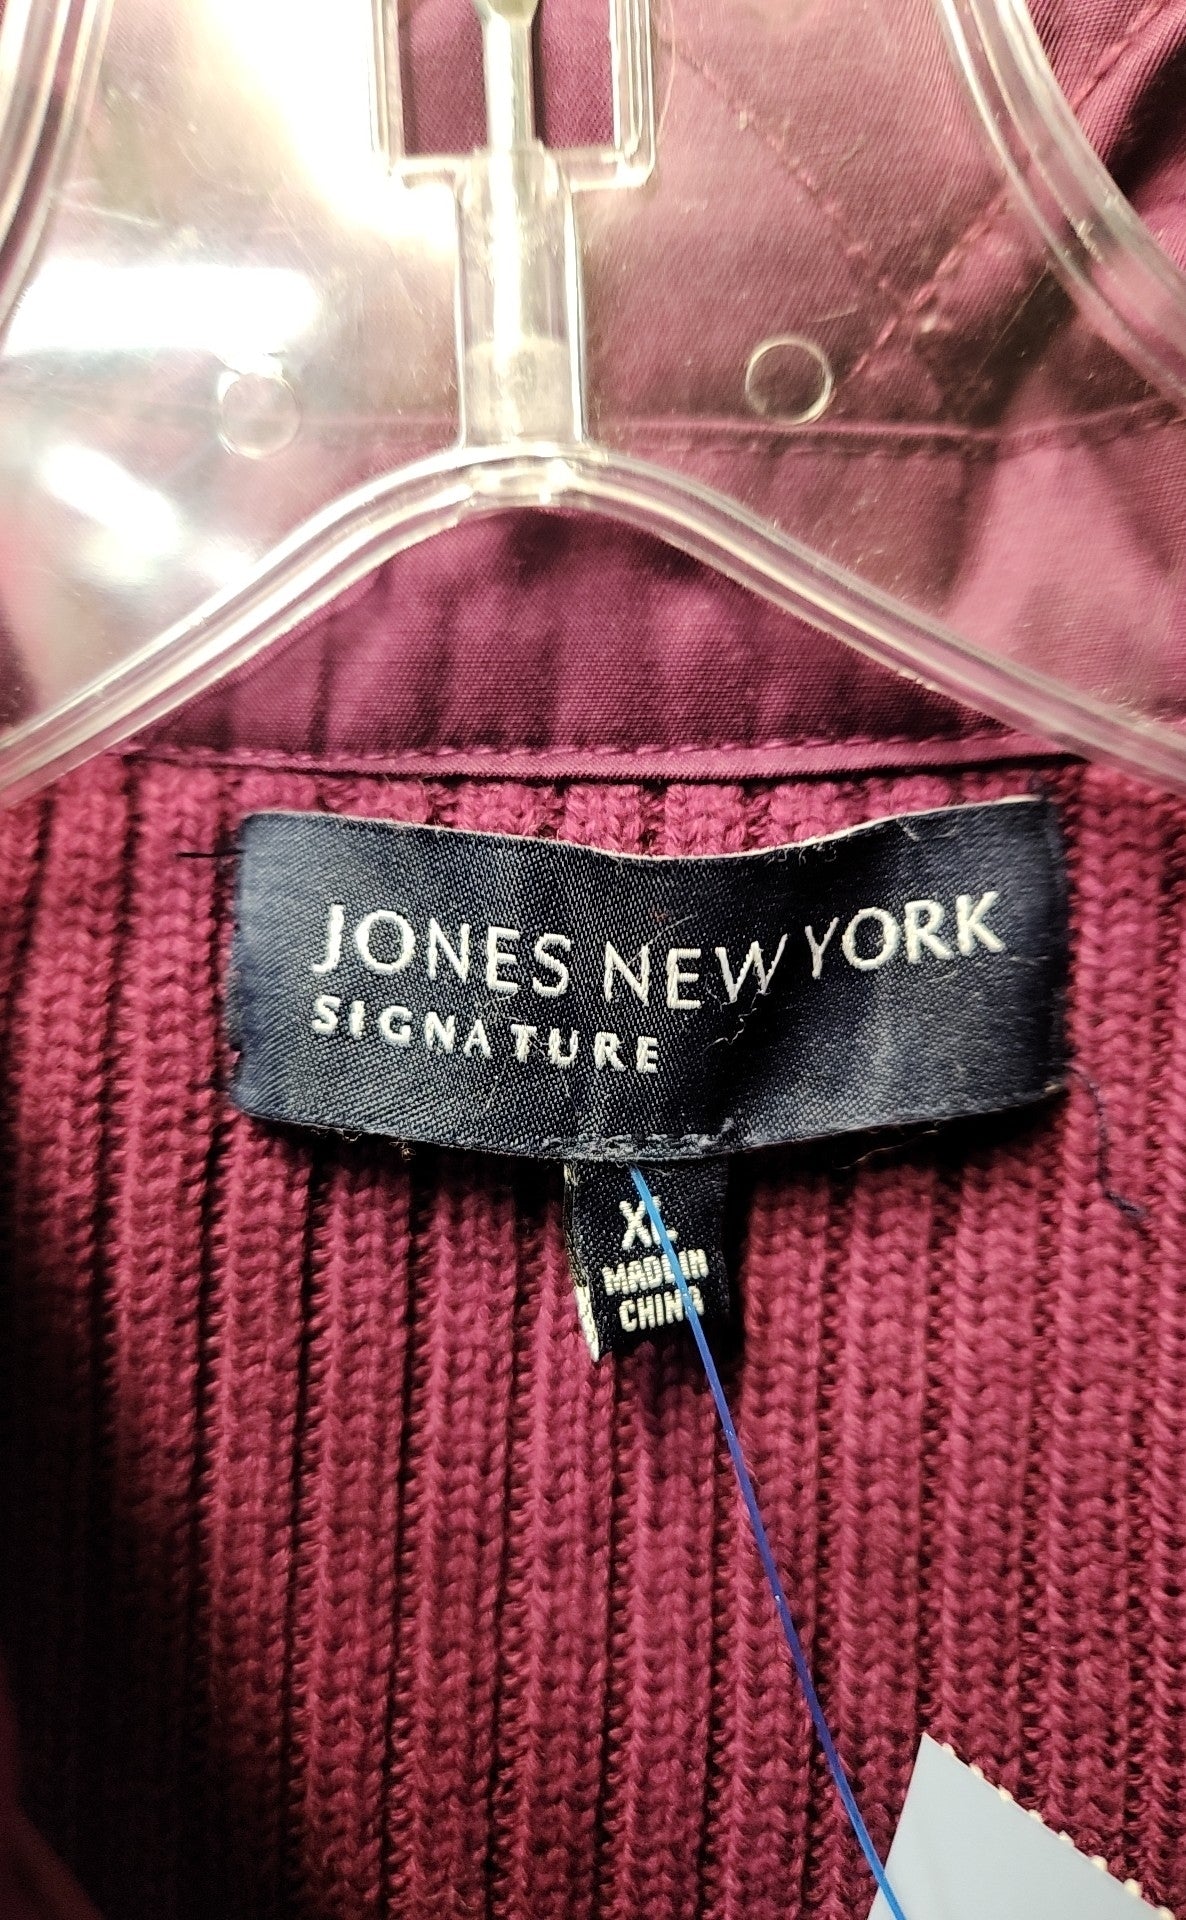 JONES NEW YORK
SIGNATURE
XL
MADE IN
CHINA